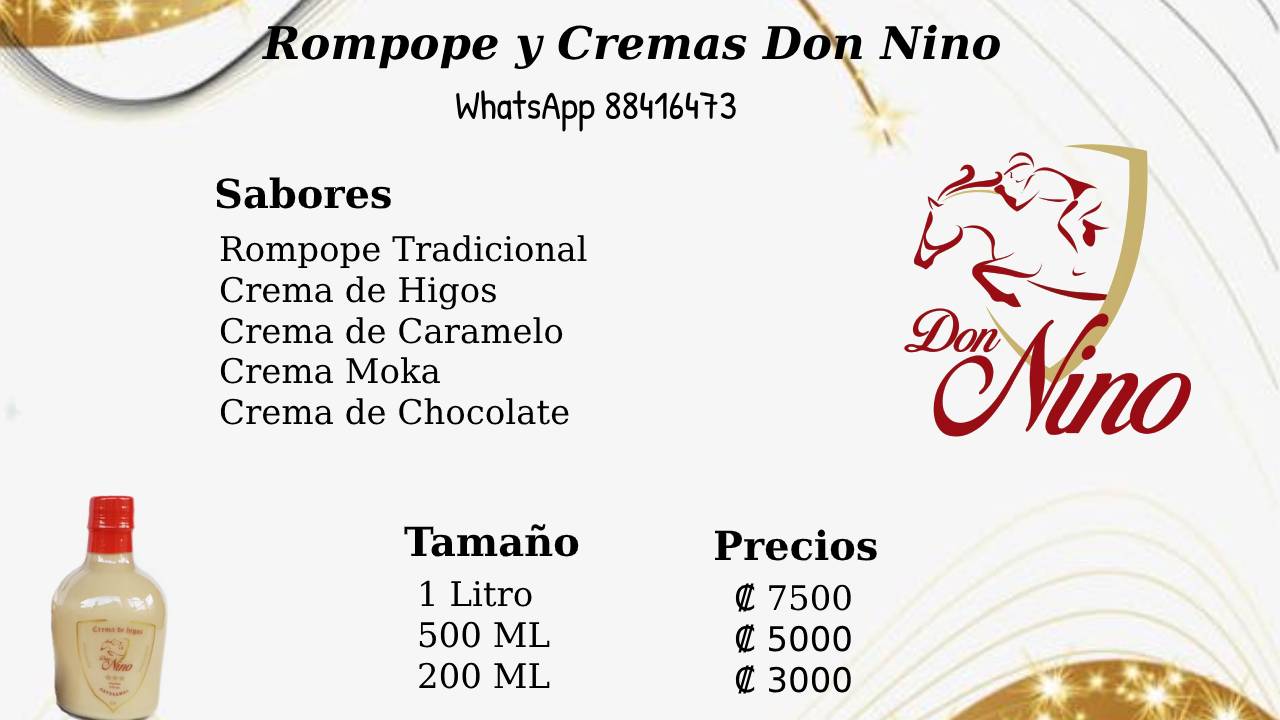 Rompope y Cremas Don Nino
WhatsApp 88416473
Sabores
Rompope Tradicional
Crema de Higos
Crema de Caramelo
Crema Moka
Crema de Chocolate
Don
Nino
Tamaño
1 Litro
500 ML
200 ML
Precios
₡ 7500
₡ 5000
₡ 3000
Crema de higos
Don
Nino
ARTESANAL